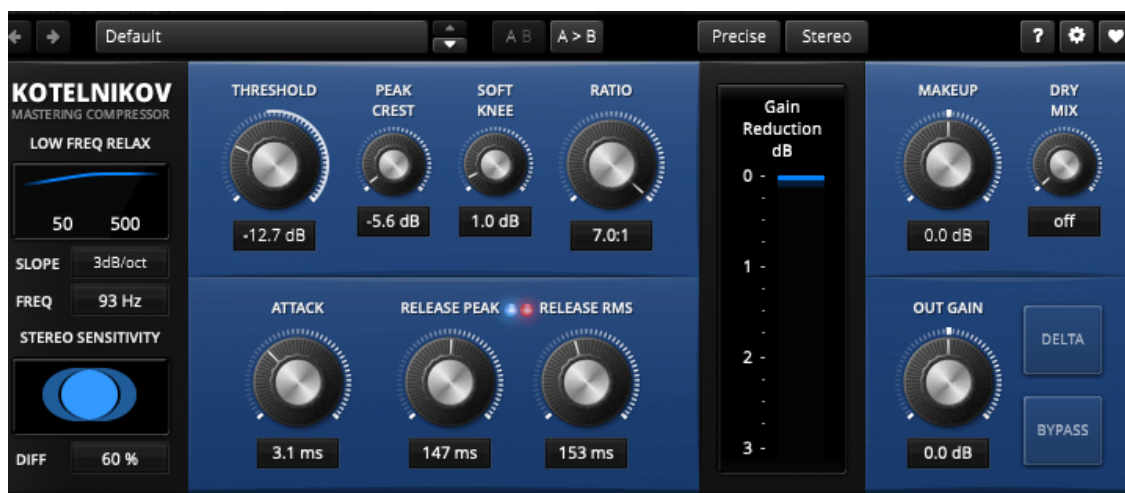 Default
A B
A > B
Precise
Stereo
?
KOTELNIKOV
MASTERING COMPRESSOR
LOW FREQ RELAX
50 500
SLOPE 3dB/oct
FREQ 93 Hz
STEREO SENSITIVITY
DIFF 60 %
THRESHOLD
-12.7 dB
PEAK
CREST
-5.6 dB
SOFT
KNEE
1.0 dB
RATIO
7.0:1
ATTACK
3.1 ms
RELEASE PEAK
147 ms
RELEASE RMS
153 ms
Gain
Reduction
dB
0 -
1 -
2 -
3 -
MAKEUP
0.0 dB
DRY
MIX
off
OUT GAIN
0.0 dB
DELTA
BYPASS